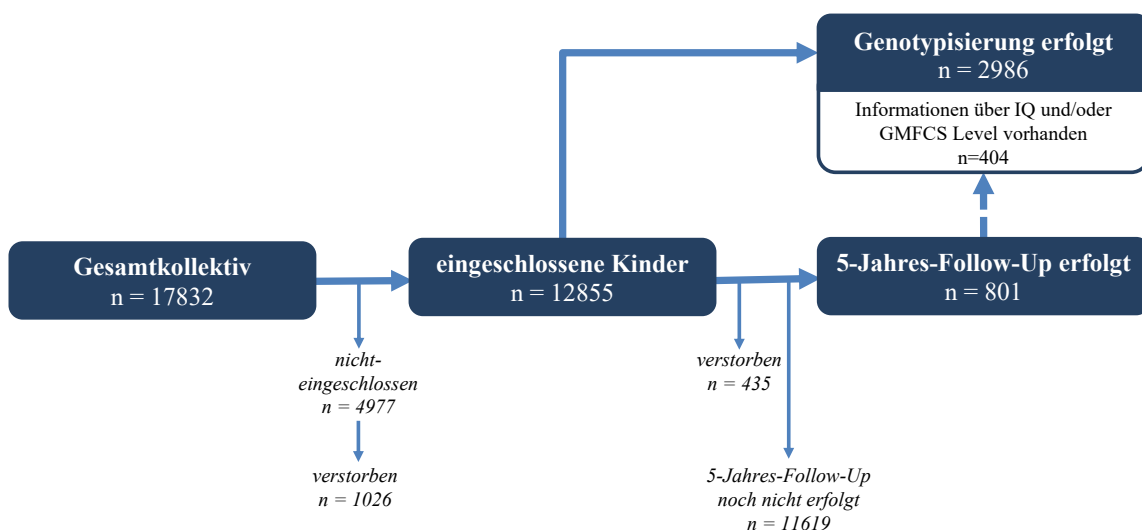 Genotypisierung erfolgt
n = 2986
Informationen über IQ und/oder
GMFCS Level vorhanden
n=404
Gesamtkollektiv
n = 17832
eingeschlossene Kinder
n = 12855
5-Jahres-Follow-Up erfolgt
n = 801
nicht-
eingeschlossen
n = 4977
verstorben
n = 1026
verstorben
n = 435
5-Jahres-Follow-Up
noch nicht erfolgt
n = 11619